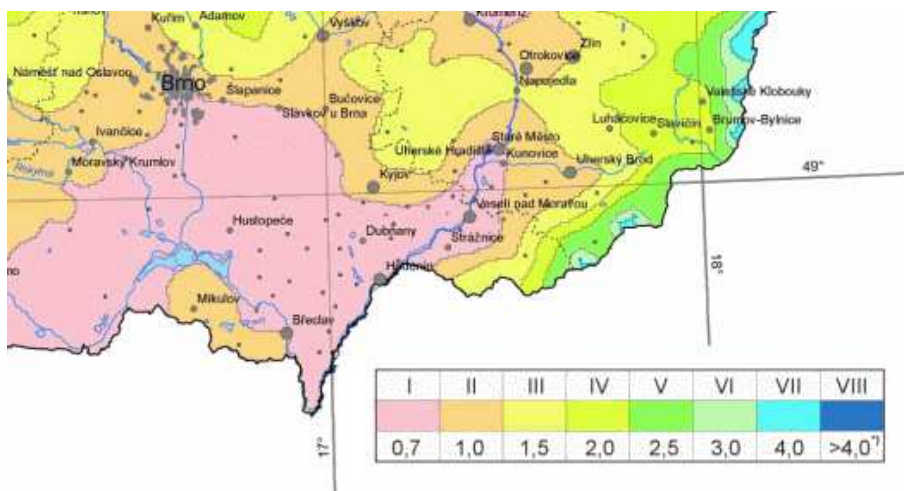 Kuřim
Adamov
Vyškov
Zlín
Otrokovice
Náměšť nad Oslavou
Brno
Napajedla
Šlapanice
Bučovice
Slavkov u Brna
Valašské Klobouky
Ivančice
Luhačovice
Slavičín
Brumov-Bylnice
Staré Město
Uherské Hradiště
Kunovice
Moravský Krumlov
Uherský Brod
Rokytná
Kyjov
49°
Veselí nad Moravou
Hustopeče
Dubňany
Strážnice
18°
Hodonín
Mikulov
Břeclav
17°
I II III IV V VI VII VIII
0,7 1,0 1,5 2,0 2,5 3,0 4,0 >4,0*)